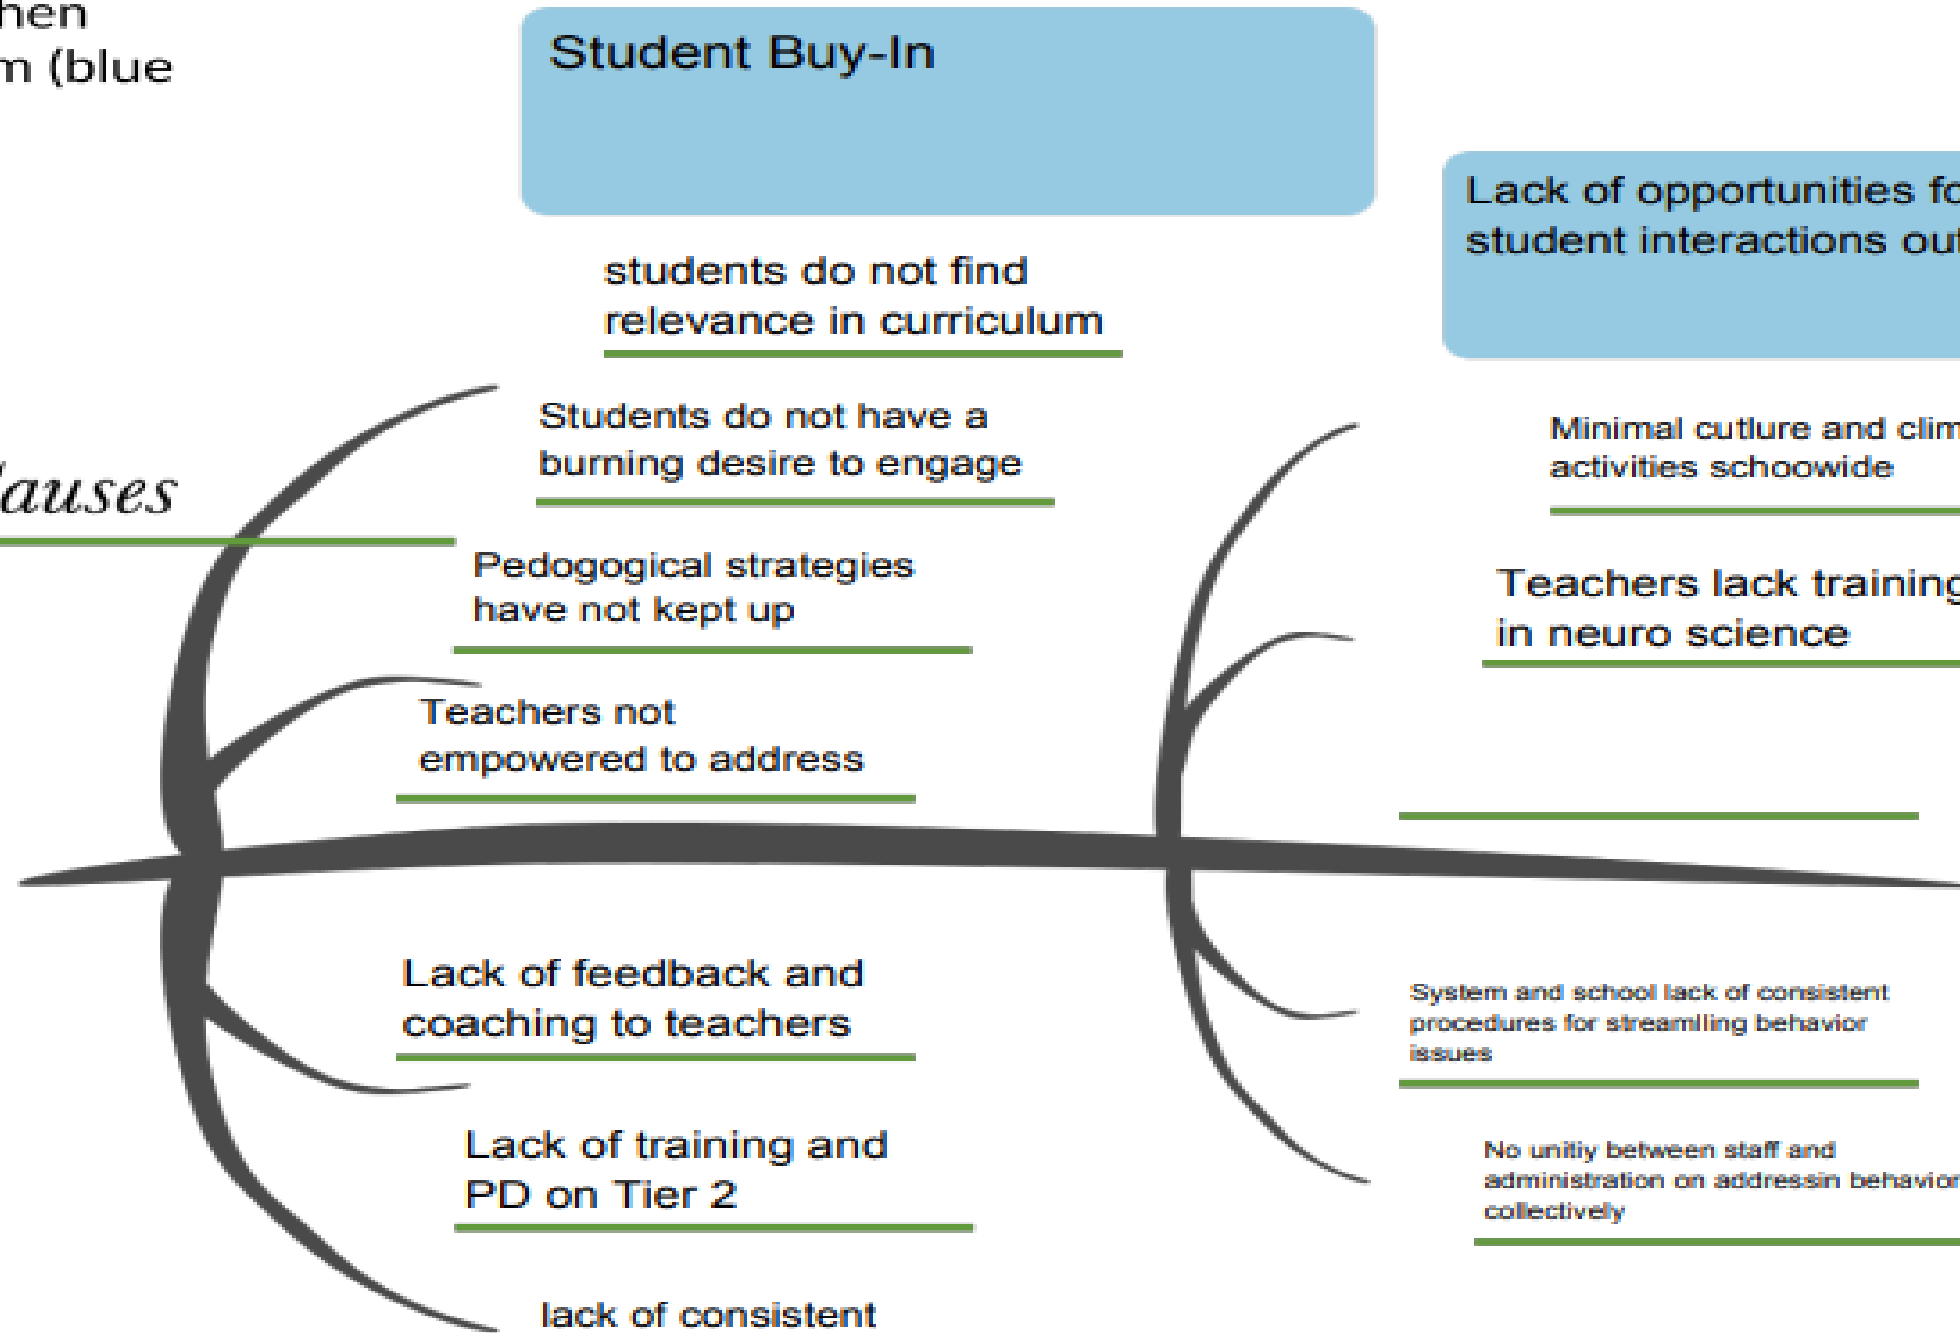 hen
m (blue
Student Buy-In
Lack of opportunities fo
student interactions out
students do not find
relevance in curriculum
Students do not have a
burning desire to engage
Minimal cutlure and clim
activities schoowide
auses
Pedogogical strategies
have not kept up
Teachers lack training
in neuro science
Teachers not
empowered to address
Lack of feedback and
coaching to teachers
System and school lack of consistent
procedures for streamlling behavior
issues
Lack of training and
PD on Tier 2
No unitiy between staff and
administration on addressin behavior
collectively
lack of consistent